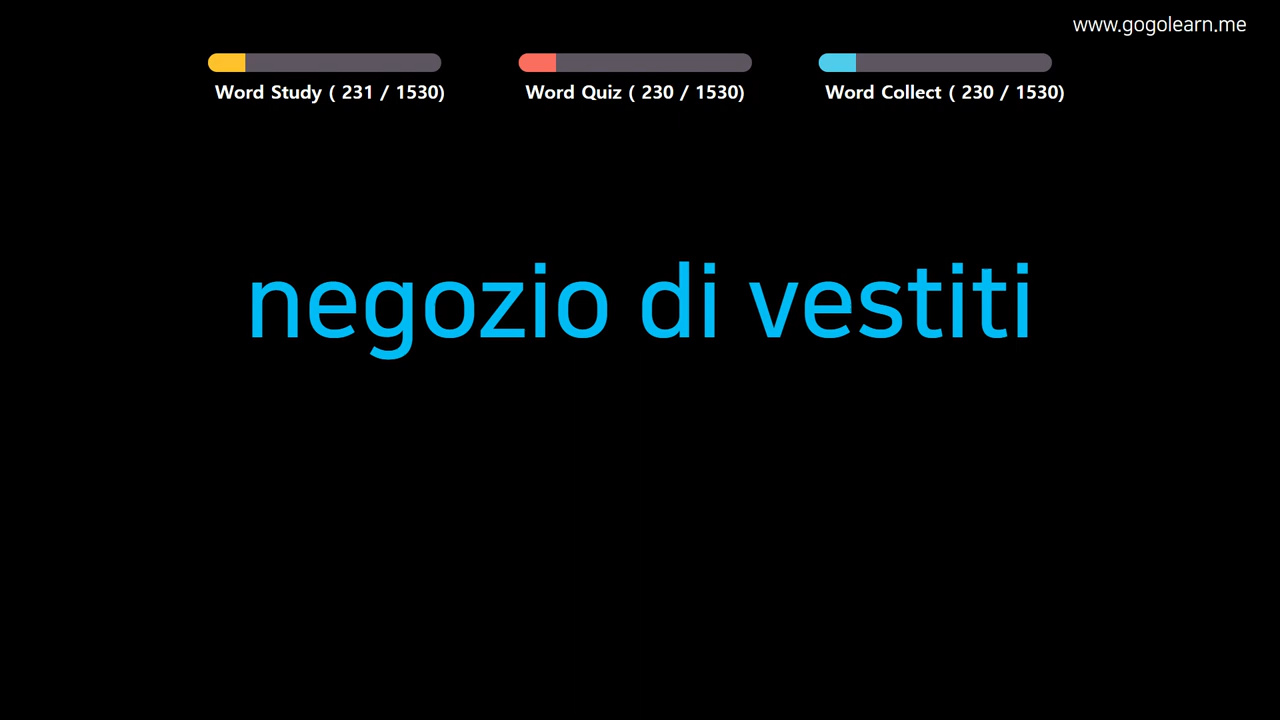 www.gogolearn.me
Word Study ( 231 / 1530)
Word Quiz ( 230 / 1530)
Word Collect ( 230 / 1530)
negozio di vestiti